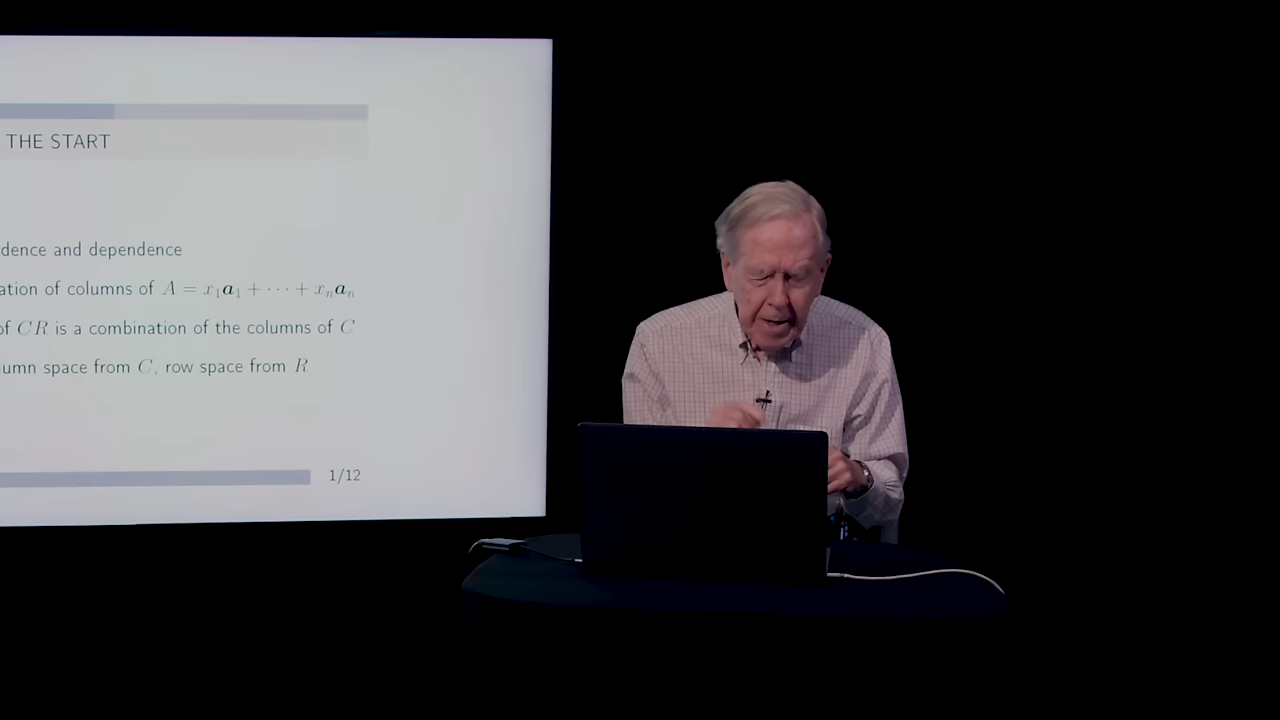 THE START
dence and dependence
ation of columns of A = x₁a₁ + ⋯ + xₙaₙ
of CR is a combination of the columns of C
umn space from C, row space from R
1/12